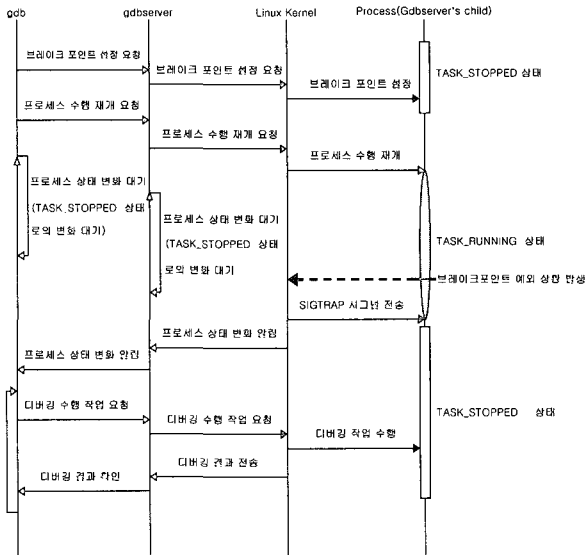 gdb
gdbserver
Linux Kernel
Process(Gdbserver's child)
브레이크 포인트 설정 요청
브레이크 포인트 설정 요청
브레이크 포인트 설정
TASK_STOPPED 상태
프로세스 수행 재개 요청
프로세스 수행 재개 요청
프로세스 수행 재개
프로세스 상태 변화 대기
(TASK_STOPPED 상태
로의 변화 대기)
프로세스 상태 변화 대기
(TASK_STOPPED 상태
로의 변화 대기
TASK_RUNNING 상태
브레이크포인트 예외 상황 발생
SIGTRAP 시그널 전송
프로세스 상태 변화 알림
프로세스 상태 변화 알림
디버깅 수행 작업 요청
디버깅 수행 작업 요청
디버깅 작업 수행
TASK_STOPPED 상태
디버깅 결과 전송
디버깅 결과 확인